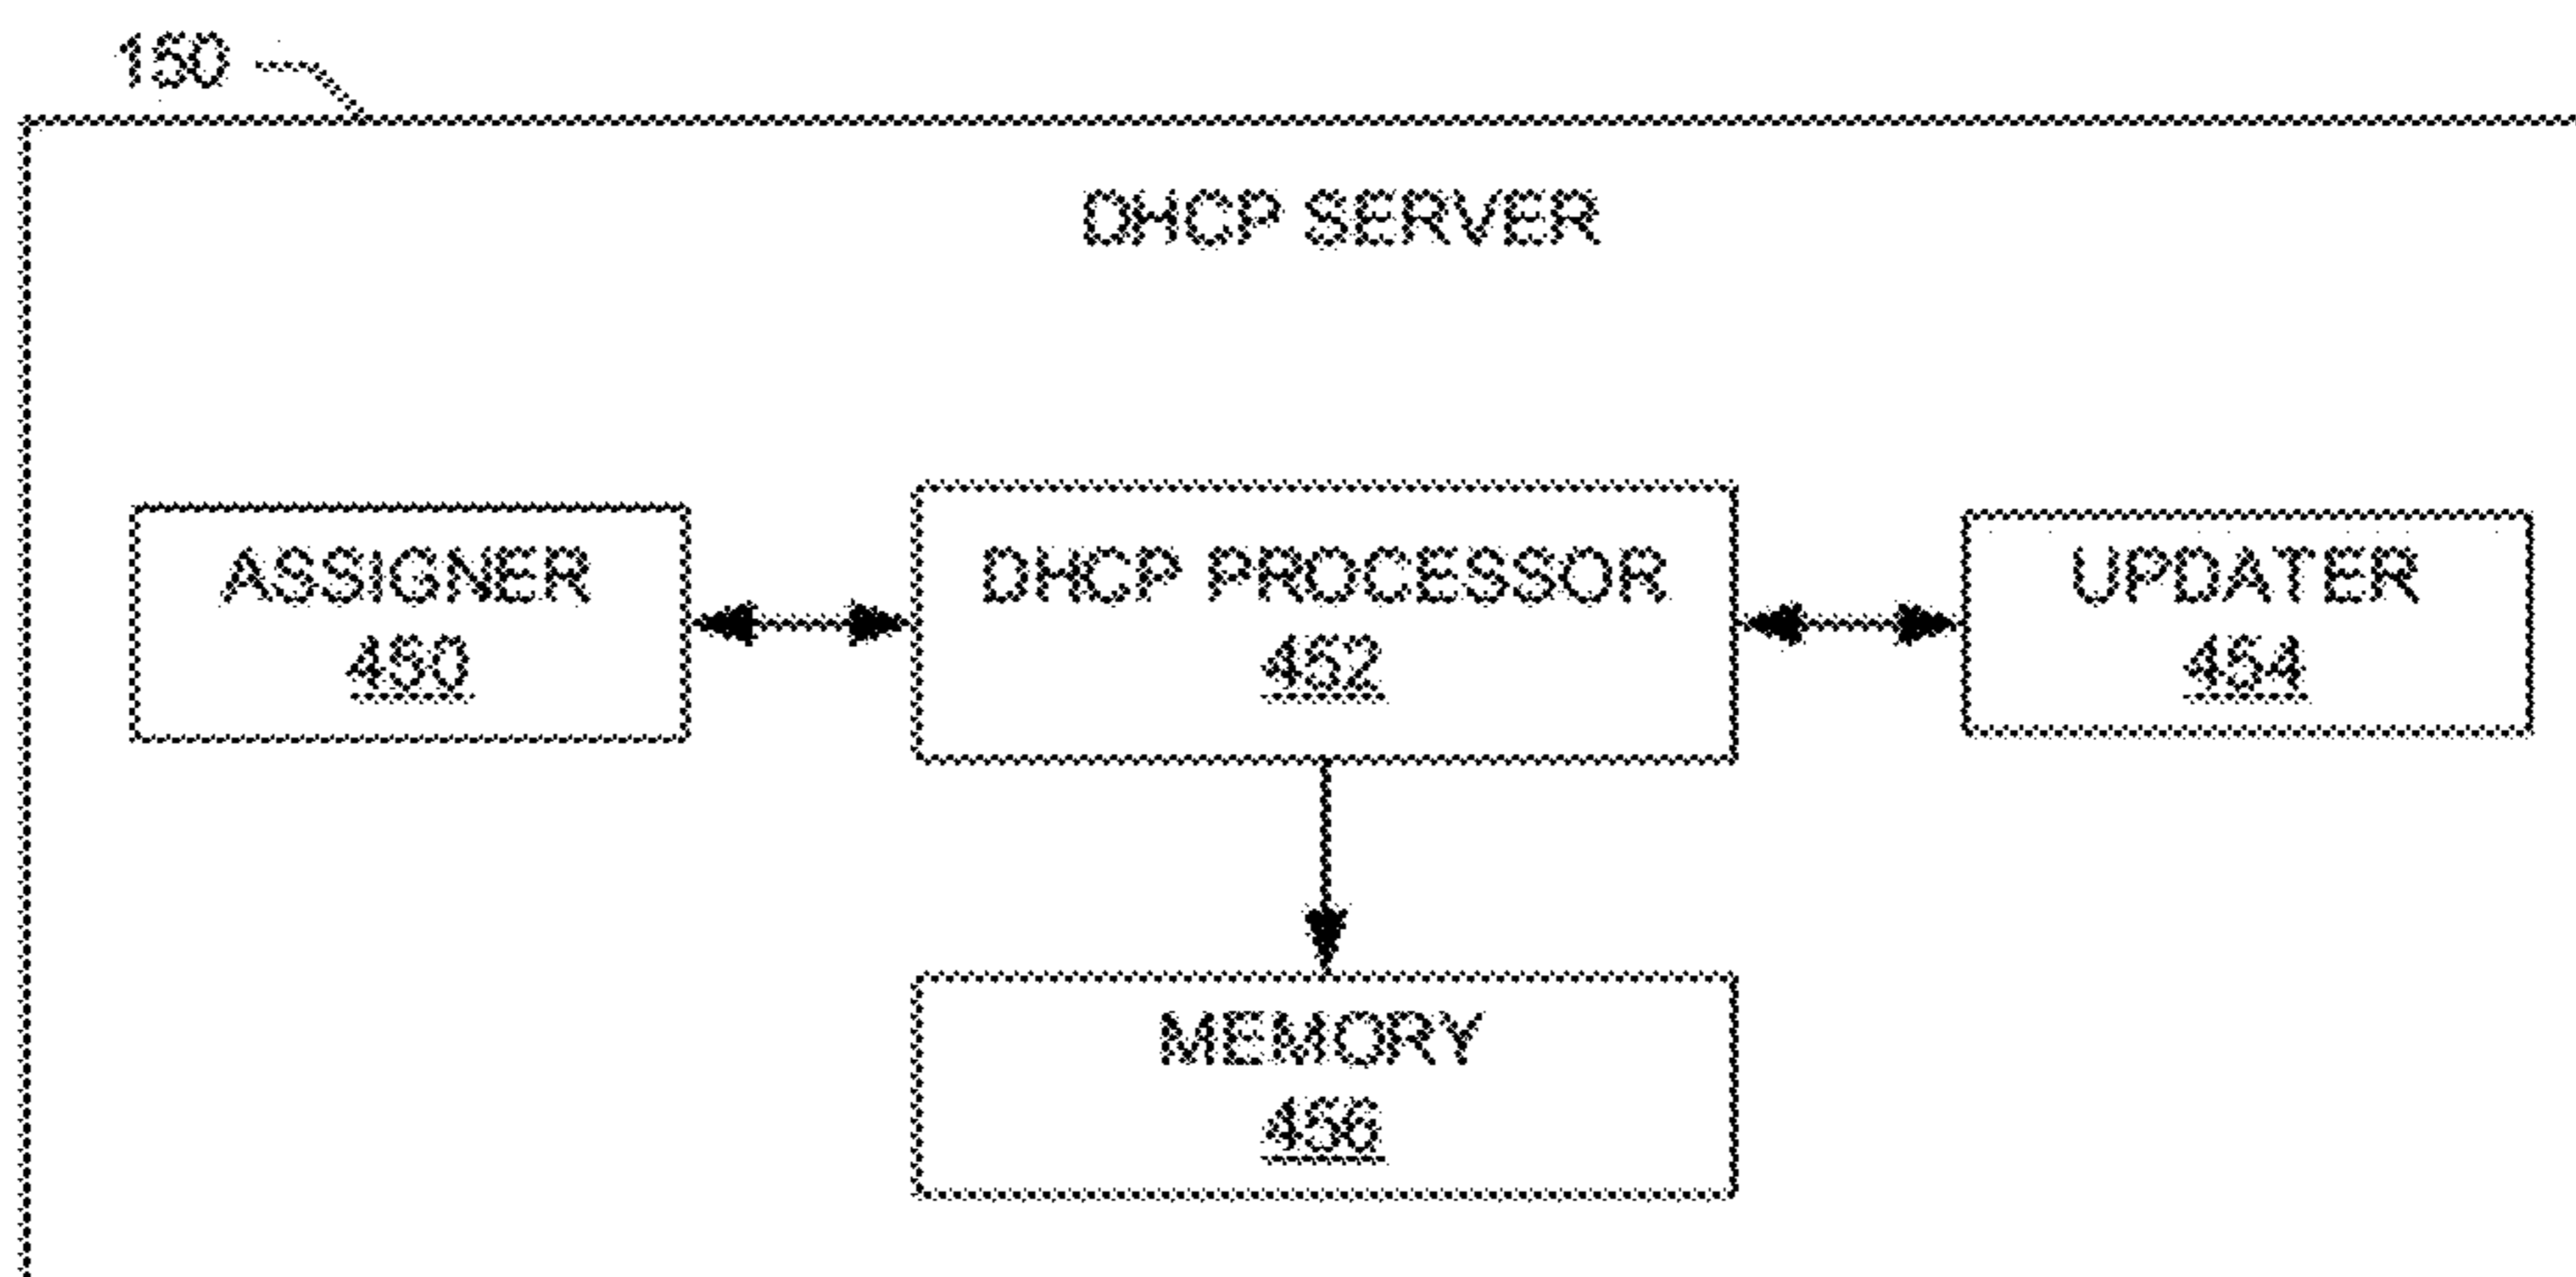 150
DHCP SERVER
ASSIGNER
450
DHCP PROCESSOR
452
UPDATER
454
MEMORY
456